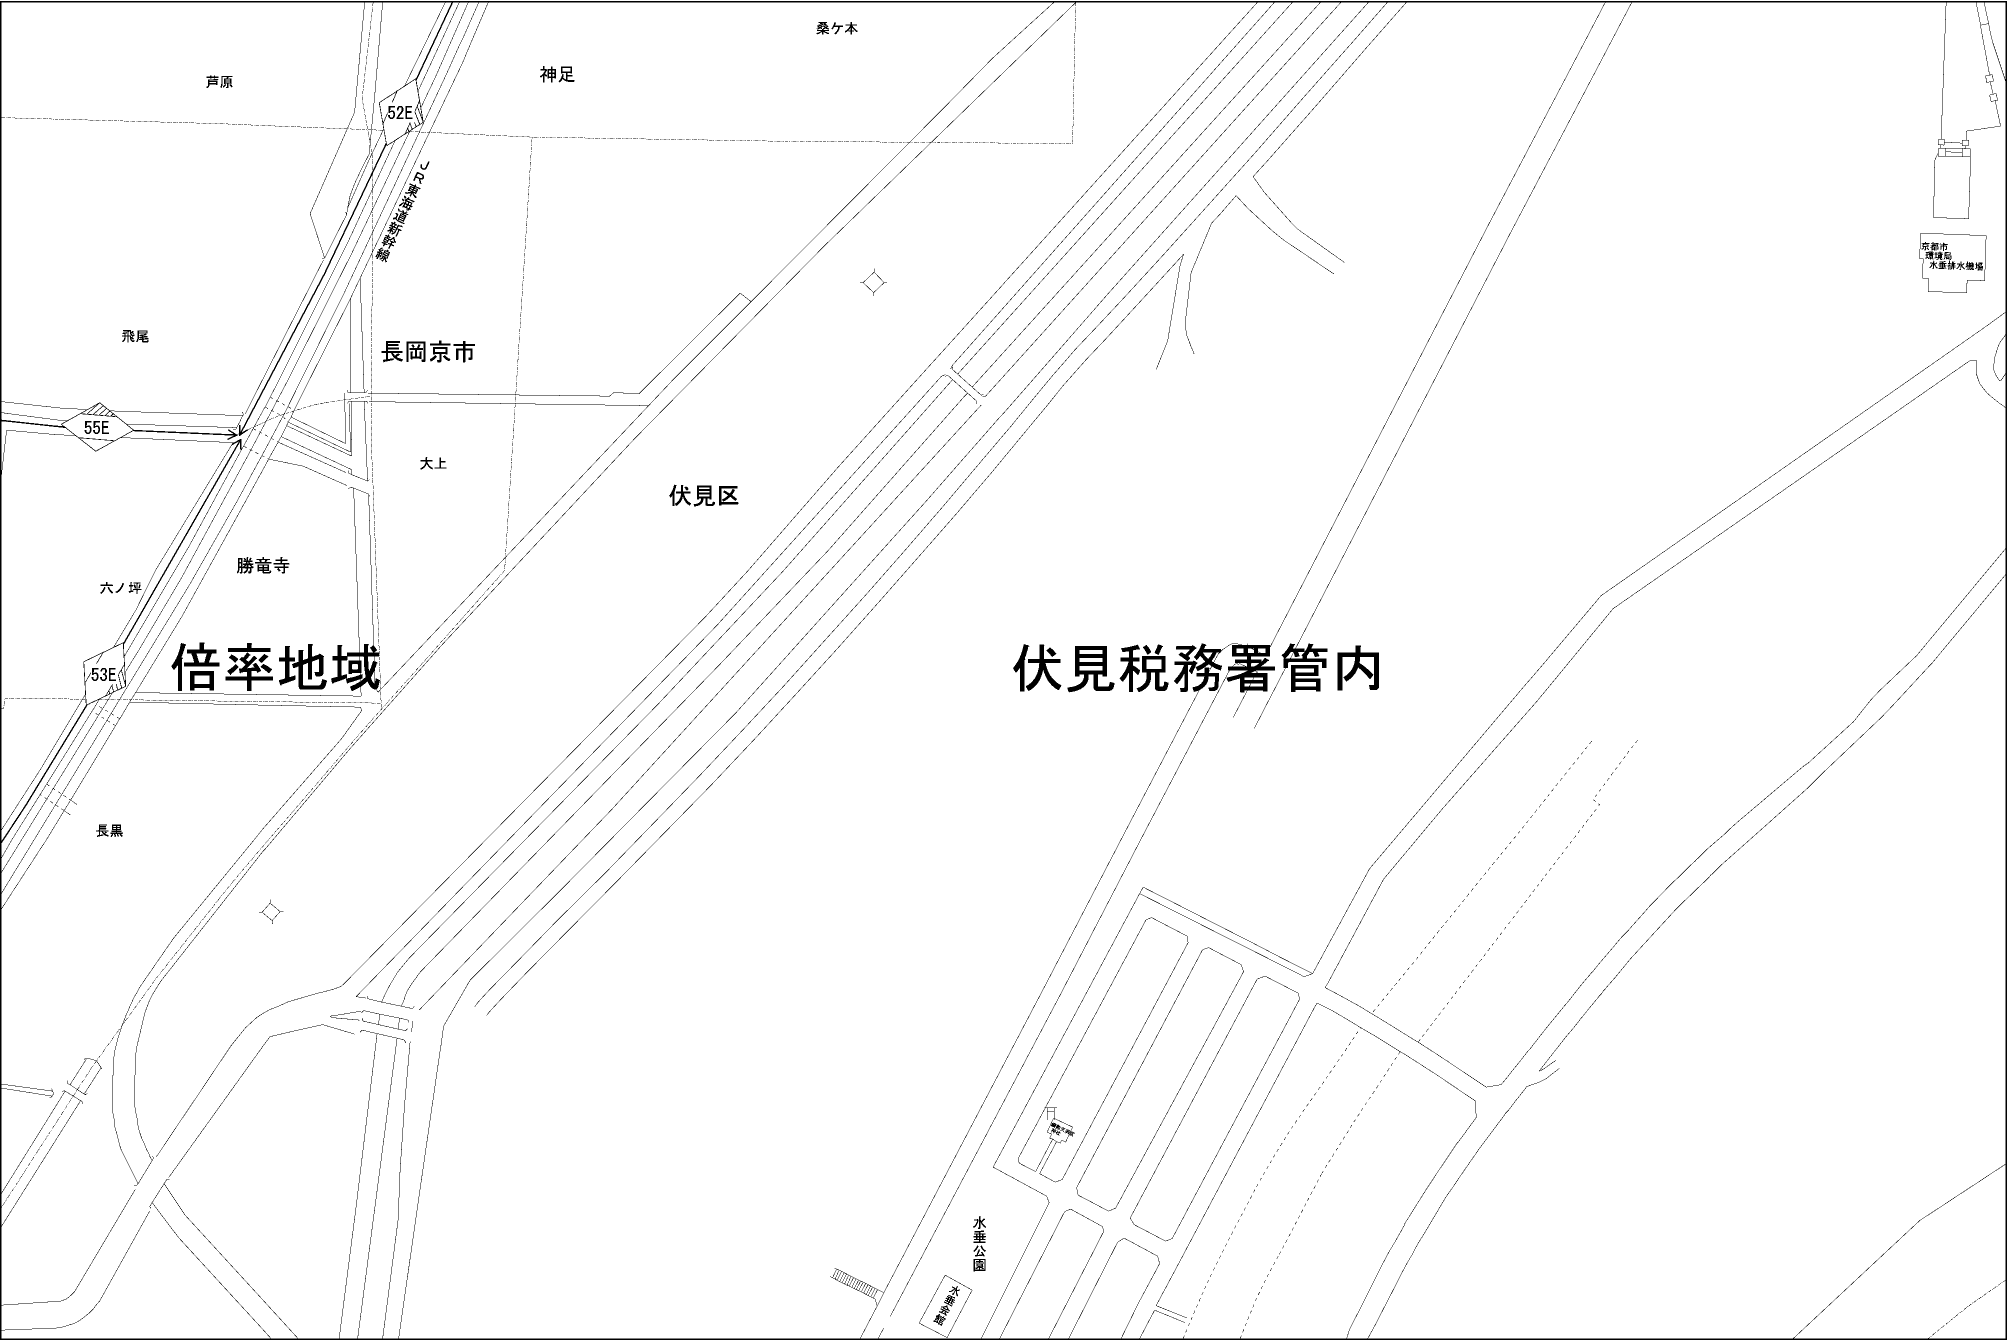 桑ケ本
神足
芦原
52E
JR東海道新幹線
京都市
環境局
水垂排水機場
飛尾
長岡京市
55E
大上
伏見区
勝竜寺
六ノ坪
倍率地域
伏見税務署管内
53E
長黒
水垂公園
水垂会館